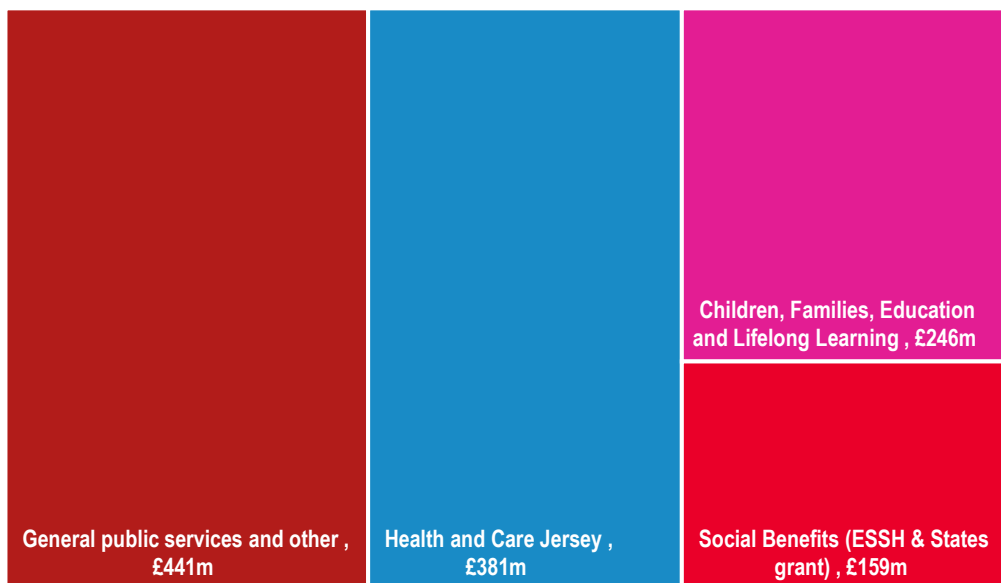 Children, Families, Education
and Lifelong Learning , £246m
General public services and other ,
£441m
Health and Care Jersey ,
£381m
Social Benefits (ESSH & States
grant) , £159m